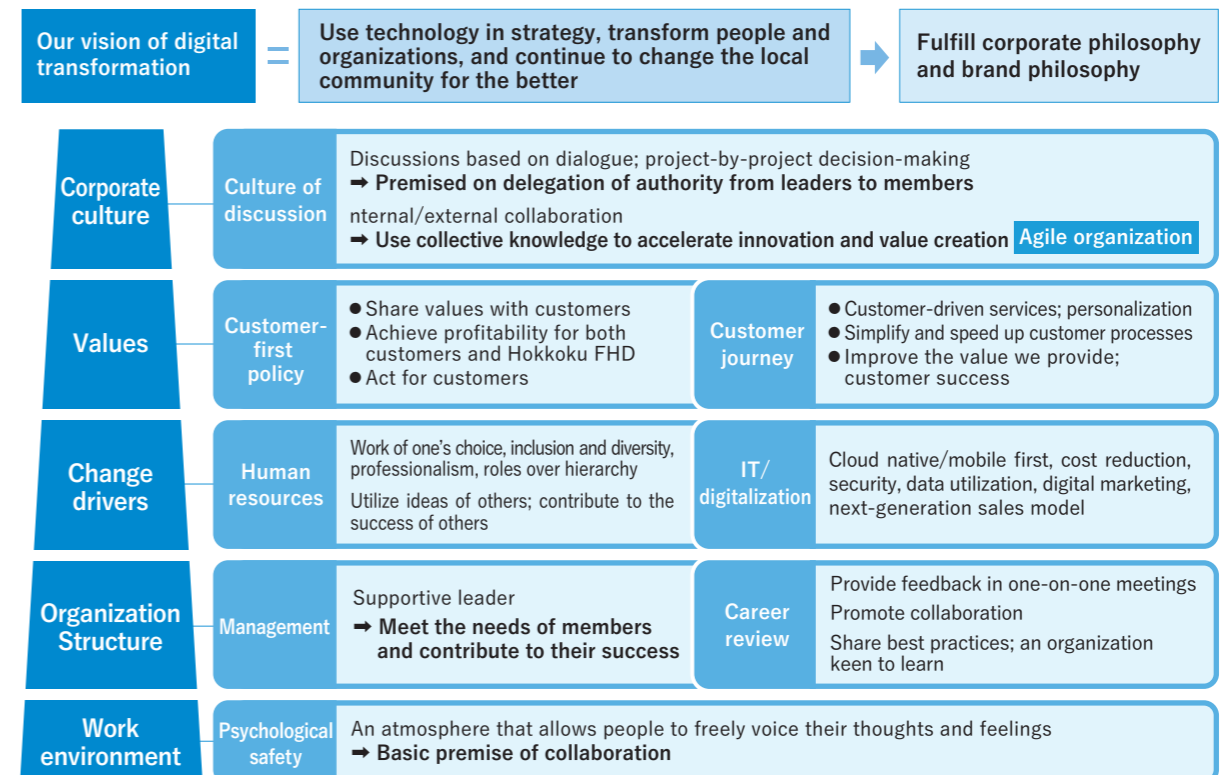 Our vision of digital
transformation
=
Use technology in strategy, transform people and
organizations, and continue to change the local
community for the better
Fulfill corporate philosophy
and brand philosophy
Corporate
culture
Culture of
discussion
Discussions based on dialogue; project-by-project decision-making
➡ Premised on delegation of authority from leaders to members
nternal/external collaboration
➡ Use collective knowledge to accelerate innovation and value creation
Agile organization
Values
Customer-
first
policy
● Share values with customers
● Achieve profitability for both
customers and Hokkoku FHD
● Act for customers
Customer
journey
● Customer-driven services; personalization
● Simplify and speed up customer processes
● Improve the value we provide;
customer success
Change
drivers
Human
resources
Work of one's choice, inclusion and diversity,
professionalism, roles over hierarchy
Utilize ideas of others; contribute to the
success of others
IT/
digitalization
Cloud native/mobile first, cost reduction,
security, data utilization, digital marketing,
next-generation sales model
Organization
Structure
Management
Supportive leader
➡ Meet the needs of members
and contribute to their success
Career
review
Provide feedback in one-on-one meetings
Promote collaboration
Share best practices; an organization
keen to learn
Work
environment
Psychological
safety
An atmosphere that allows people to freely voice their thoughts and feelings
➡ Basic premise of collaboration